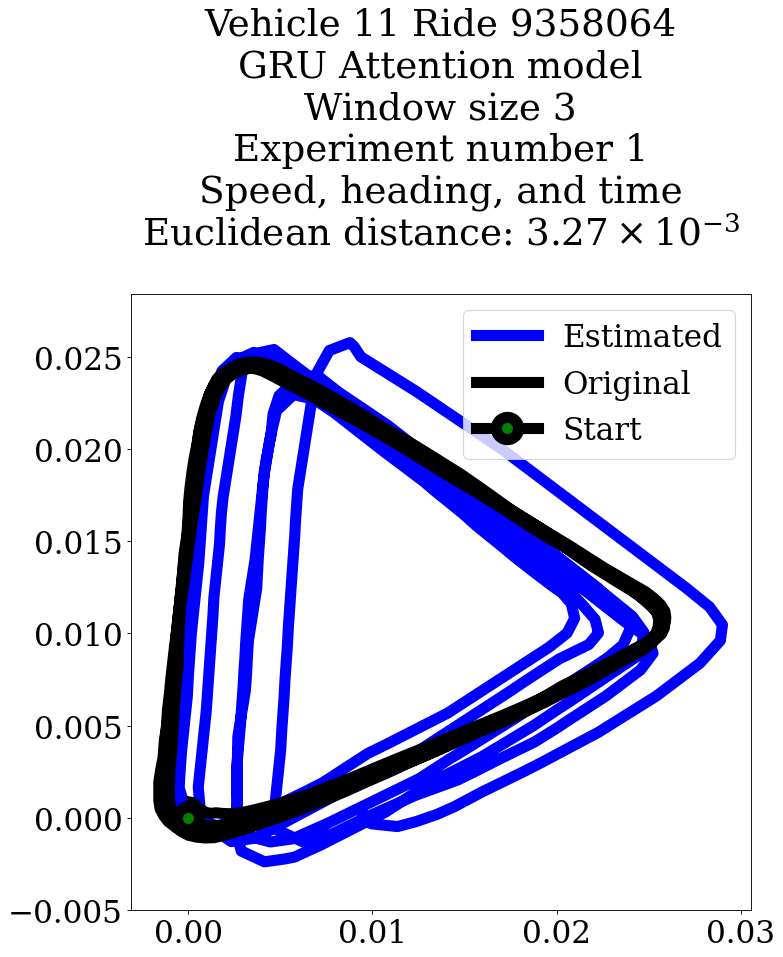 Vehicle 11 Ride 9358064
GRU Attention model
Window size 3
Experiment number 1
Speed, heading, and time
Euclidean distance: 3.27 × 10⁻³
Estimated
Original
Start
0.025
0.020
0.015
0.010
0.005
0.000
−0.005
0.00 0.01 0.02 0.03